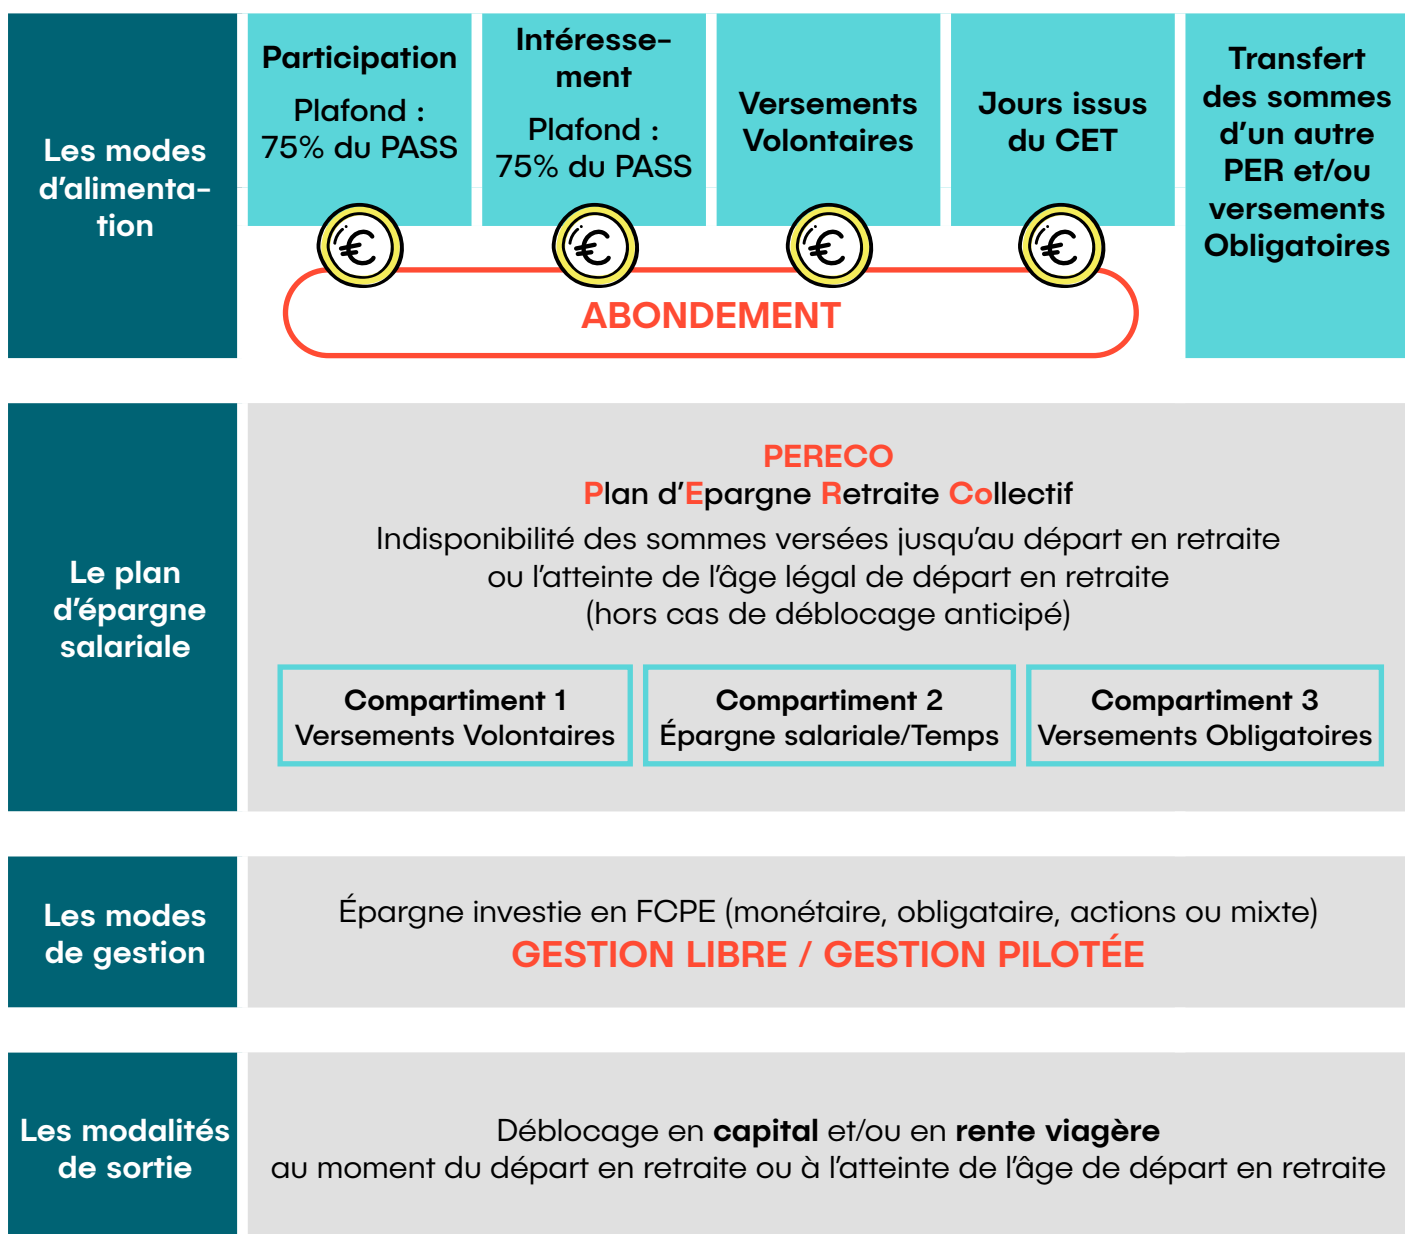 Les modes
d'alimenta-
tion
Participation
Plafond :
75% du PASS
Intéresse-
ment
Plafond :
75% du PASS
Versements
Volontaires
Jours issus
du CET
Transfert
des sommes
d'un autre
PER et/ou
versements
Obligatoires
€
€
€
€
ABONDEMENT
Le plan
d'épargne
salariale
PERECO
Plan d'Epargne Retraite Collectif
Indisponibilité des sommes versées jusqu'au départ en retraite
ou l'atteinte de l'âge légal de départ en retraite
(hors cas de déblocage anticipé)
Compartiment 1
Versements Volontaires
Compartiment 2
Épargne salariale/Temps
Compartiment 3
Versements Obligatoires
Les modes
de gestion
Épargne investie en FCPE (monétaire, obligataire, actions ou mixte)
GESTION LIBRE / GESTION PILOTÉE
Les modalités
de sortie
Déblocage en capital et/ou en rente viagère
au moment du départ en retraite ou à l'atteinte de l'âge de départ en retraite